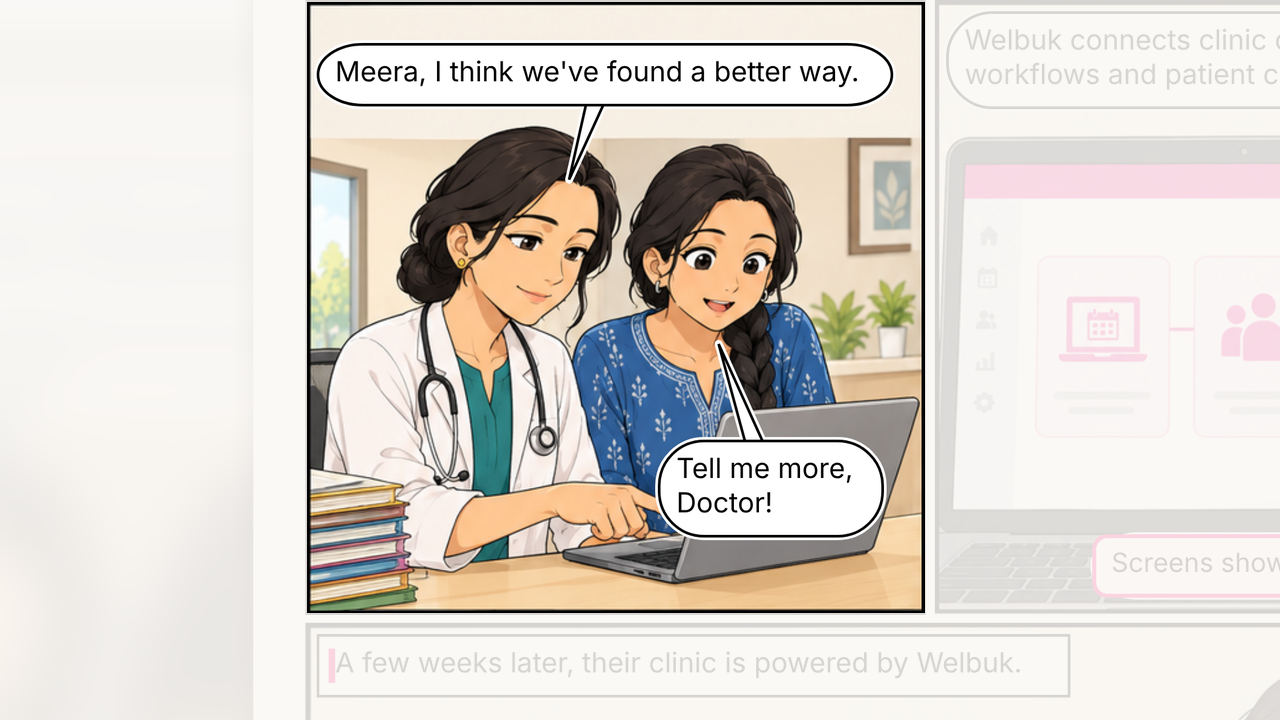 Meera, I think we've found a better way.
Tell me more,
Doctor!
Welbuk connects clinic
workflows and patient
Screens show
A few weeks later, their clinic is powered by Welbuk.